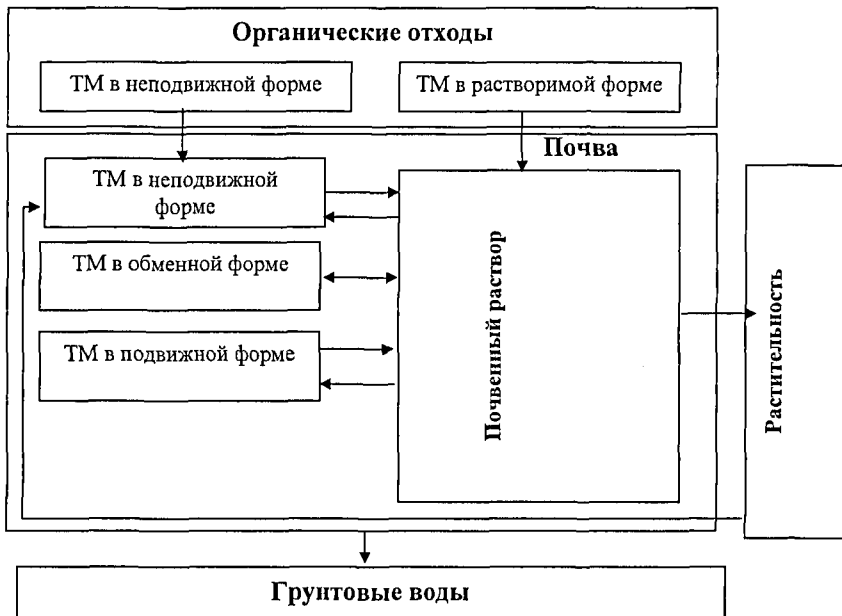 Органические отходы
ТМ в неподвижной форме
ТМ в растворимой форме
Почва
ТМ в неподвижной
форме
ТМ в обменной форме
ТМ в подвижной форме
Почвенный раствор
Растительность
Грунтовые воды